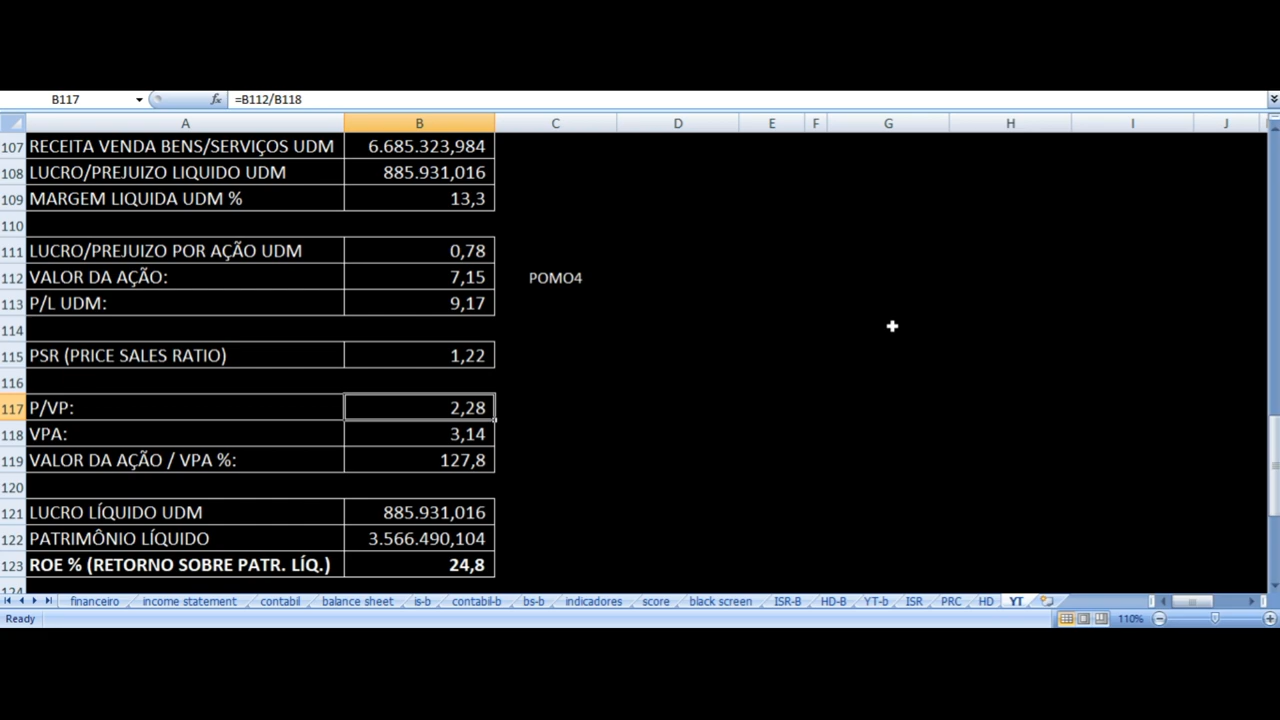 B117 fx =B112/B118
A B C D E F G H I J
107 RECEITA VENDA BENS/SERVIÇOS UDM 6.685.323,984
108 LUCRO/PREJUIZO LIQUIDO UDM 885.931,016
109 MARGEM LIQUIDA UDM % 13,3
110
111 LUCRO/PREJUIZO POR AÇÃO UDM 0,78
112 VALOR DA AÇÃO: 7,15 POMO4
113 P/L UDM: 9,17
114
115 PSR (PRICE SALES RATIO) 1,22
116
117 P/VP: 2,28
118 VPA: 3,14
119 VALOR DA AÇÃO / VPA %: 127,8
120
121 LUCRO LÍQUIDO UDM 885.931,016
122 PATRIMÔNIO LÍQUIDO 3.566.490,104
123 ROE % (RETORNO SOBRE PATR. LÍQ.) 24,8
124
financeiro income statement contabil balance sheet is-b contabil-b bs-b indicadores score black screen ISR-B HD-B YT-b ISR PRC HD YT
Ready 110%